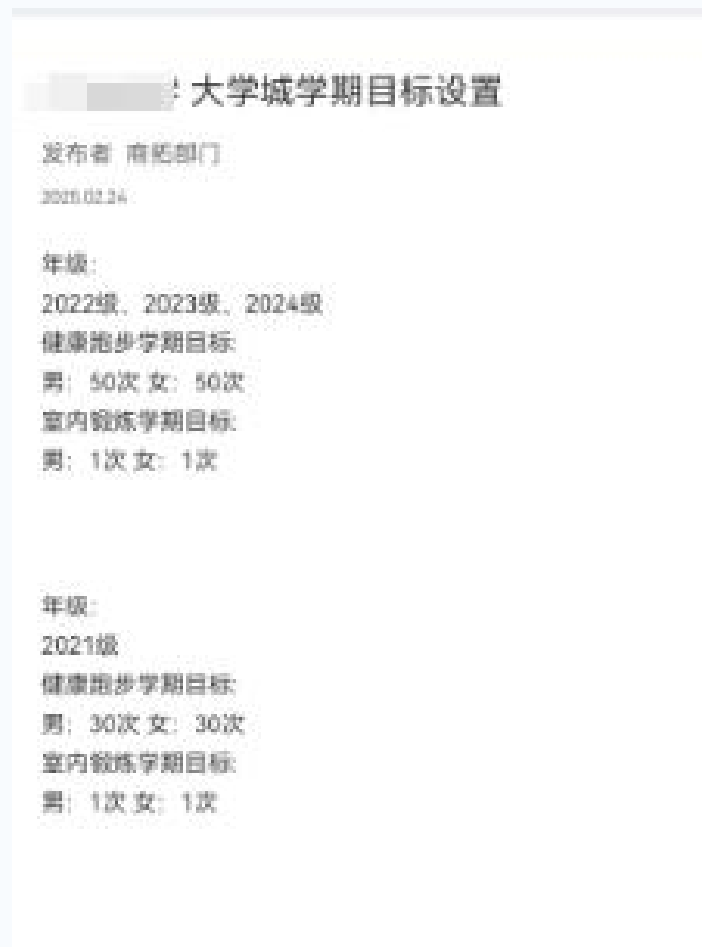 大学城学期目标设置
发布者 商拓部门
2025.02.24
年级:
2022级、2023级、2024级
健康跑步学期目标:
男: 50次 女: 50次
室内锻炼学期目标:
男: 1次 女: 1次
年级:
2021级
健康跑步学期目标:
男: 30次 女: 30次
室内锻炼学期目标:
男: 1次 女: 1次